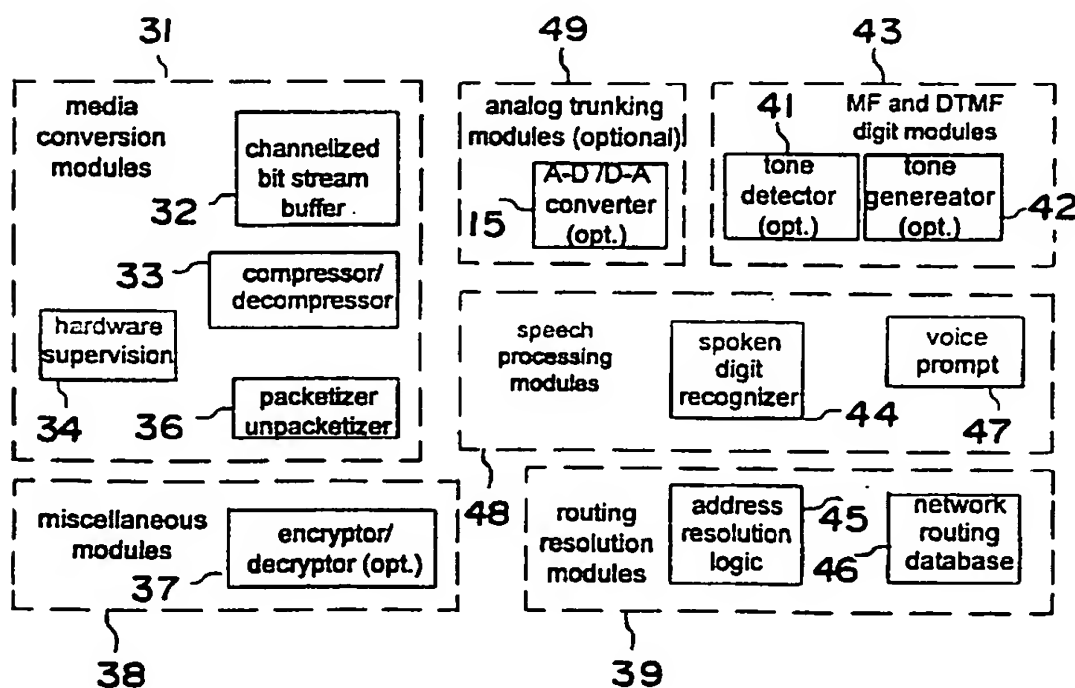 31
49
43
media
conversion
modules
channelized
bit stream
buffer
32
33
compressor/
decompressor
hardware
supervision
34
36
packetizer
unpacketizer
analog trunking
modules (optional)
A-D/D-A
converter
(opt.)
15
MF and DTMF
digit modules
41
tone
detector
(opt.)
tone
genereator
(opt.)
42
speech
processing
modules
spoken
digit
recognizer
44
voice
prompt
47
48
miscellaneous
modules
37
encryptor/
decryptor (opt.)
38
routing
resolution
modules
address
resolution
logic
45
46
network
routing
database
39